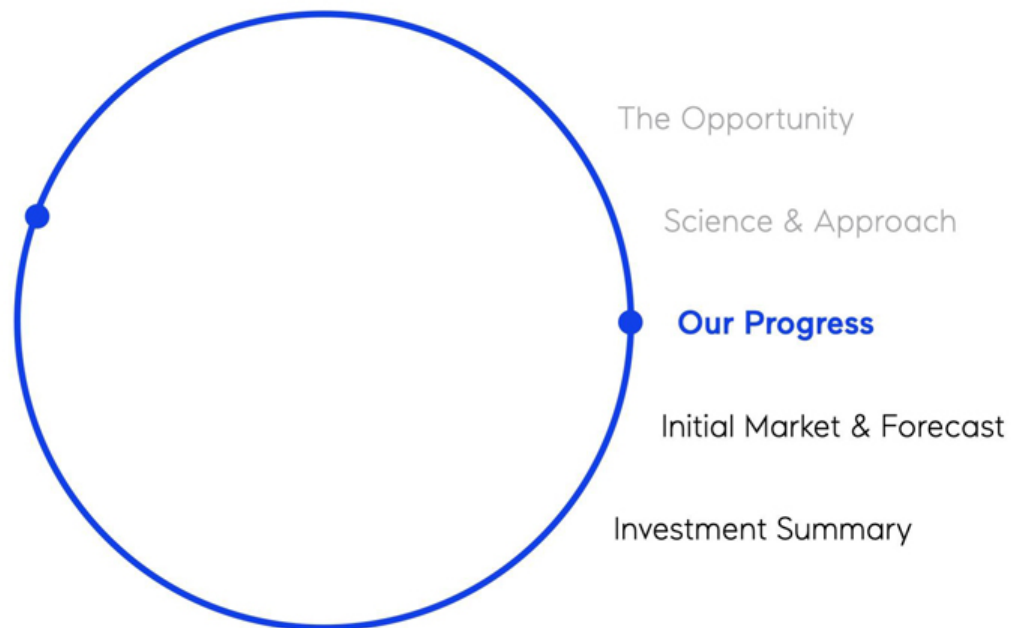 The Opportunity
Science & Approach
Our Progress
Initial Market & Forecast
Investment Summary